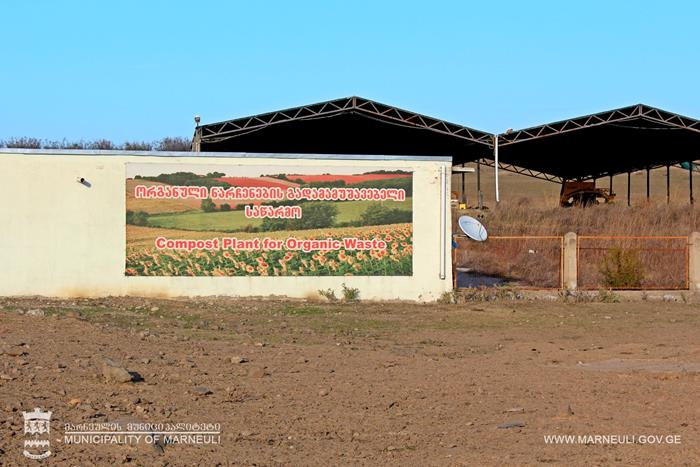 ორგანული ნარჩენების გადამამუშავებელი
საწარმო
Compost Plant for Organic Waste
მარნეულის მუნიციპალიტეტი
MUNICIPALITY OF MARNEULI
WWW.MARNEULI.GOV.GE